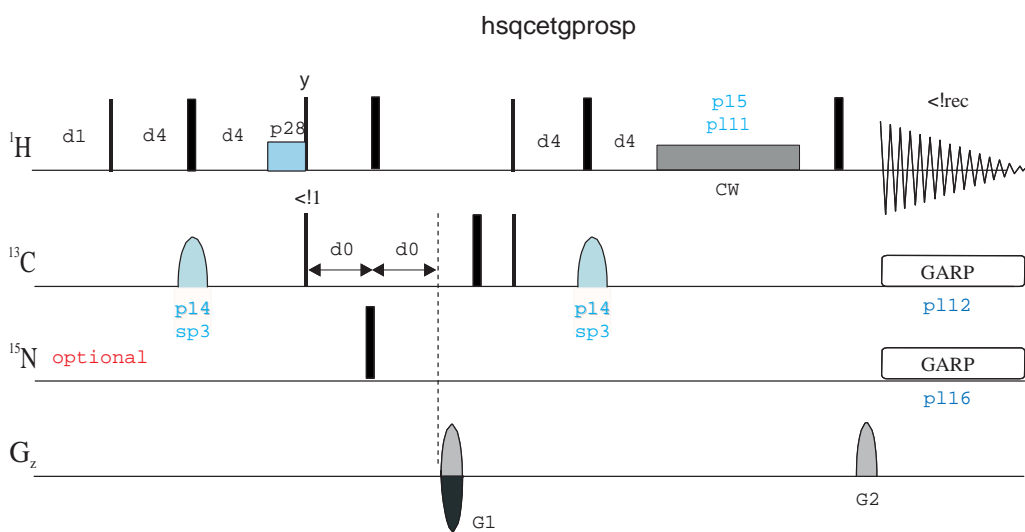 hsqcetgprosp
y
<!rec
p15
pl11
¹H
d1
d4
d4
p28
d4
d4
CW
<!1
¹³C
d0
d0
GARP
p14
sp3
p14
sp3
pl12
¹⁵N
optional
GARP
pl16
G_z
G1
G2